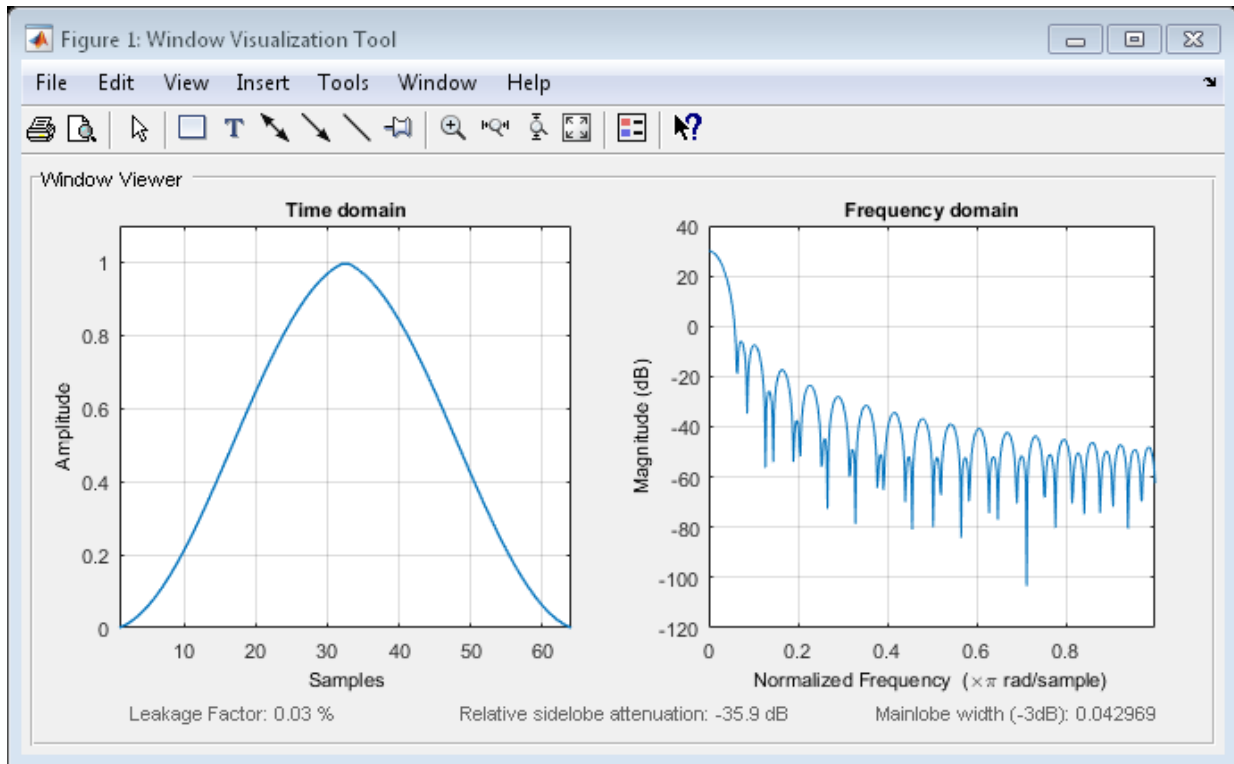 Figure 1: Window Visualization Tool
File Edit View Insert Tools Window Help
T
?
Window Viewer
Time domain
1
0.8
0.6
0.4
0.2
0
Amplitude
10 20 30 40 50 60
Samples
Frequency domain
40
20
0
-20
-40
-60
-80
-100
-120
Magnitude (dB)
0 0.2 0.4 0.6 0.8
Normalized Frequency (×π rad/sample)
Leakage Factor: 0.03 % Relative sidelobe attenuation: -35.9 dB Mainlobe width (-3dB): 0.042969